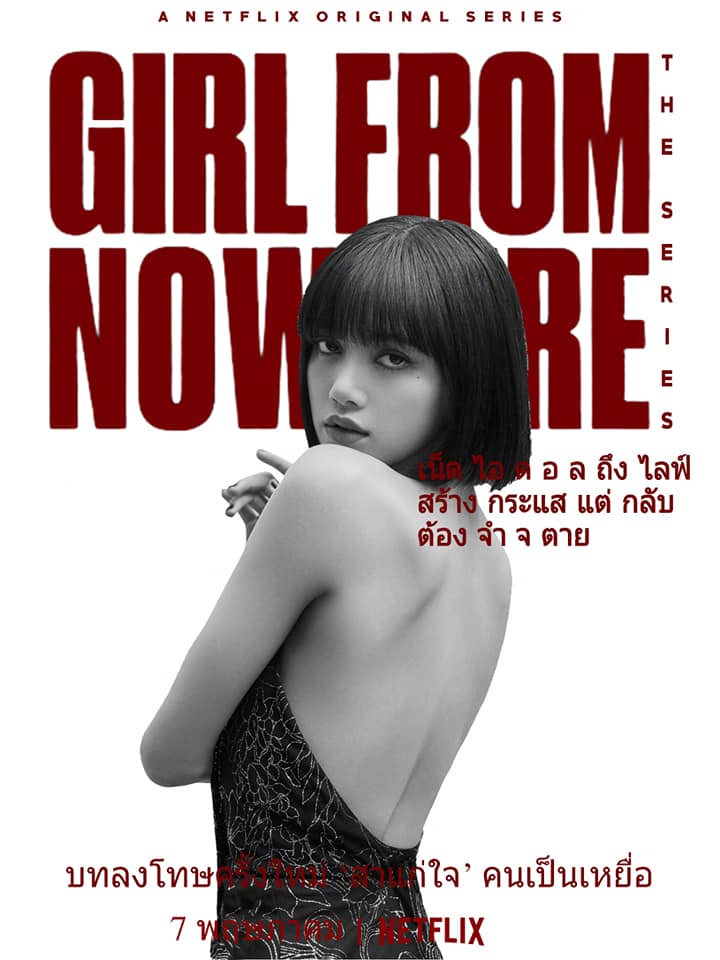 A NETFLIX ORIGINAL SERIES
GIRL FROM
THE SERIES
NOW RE
เน็ต ไอ ด อ ล ถึง ไลฟ์
สร้าง กระแส แต่ กลับ
ต้อง จำ จ ตาย
บทลงโทษครั้งใหม่ ‘สาแก่ใจ’ คนเป็นเหยื่อ
7 พฤษภาคม | NETFLIX